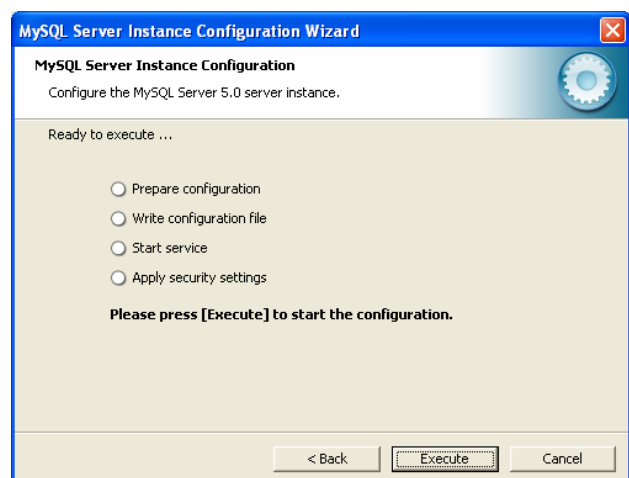 MySQL Server Instance Configuration Wizard
MySQL Server Instance Configuration
Configure the MySQL Server 5.0 server instance.
Ready to execute ...
Prepare configuration
Write configuration file
Start service
Apply security settings
Please press [Execute] to start the configuration.
< Back Execute Cancel